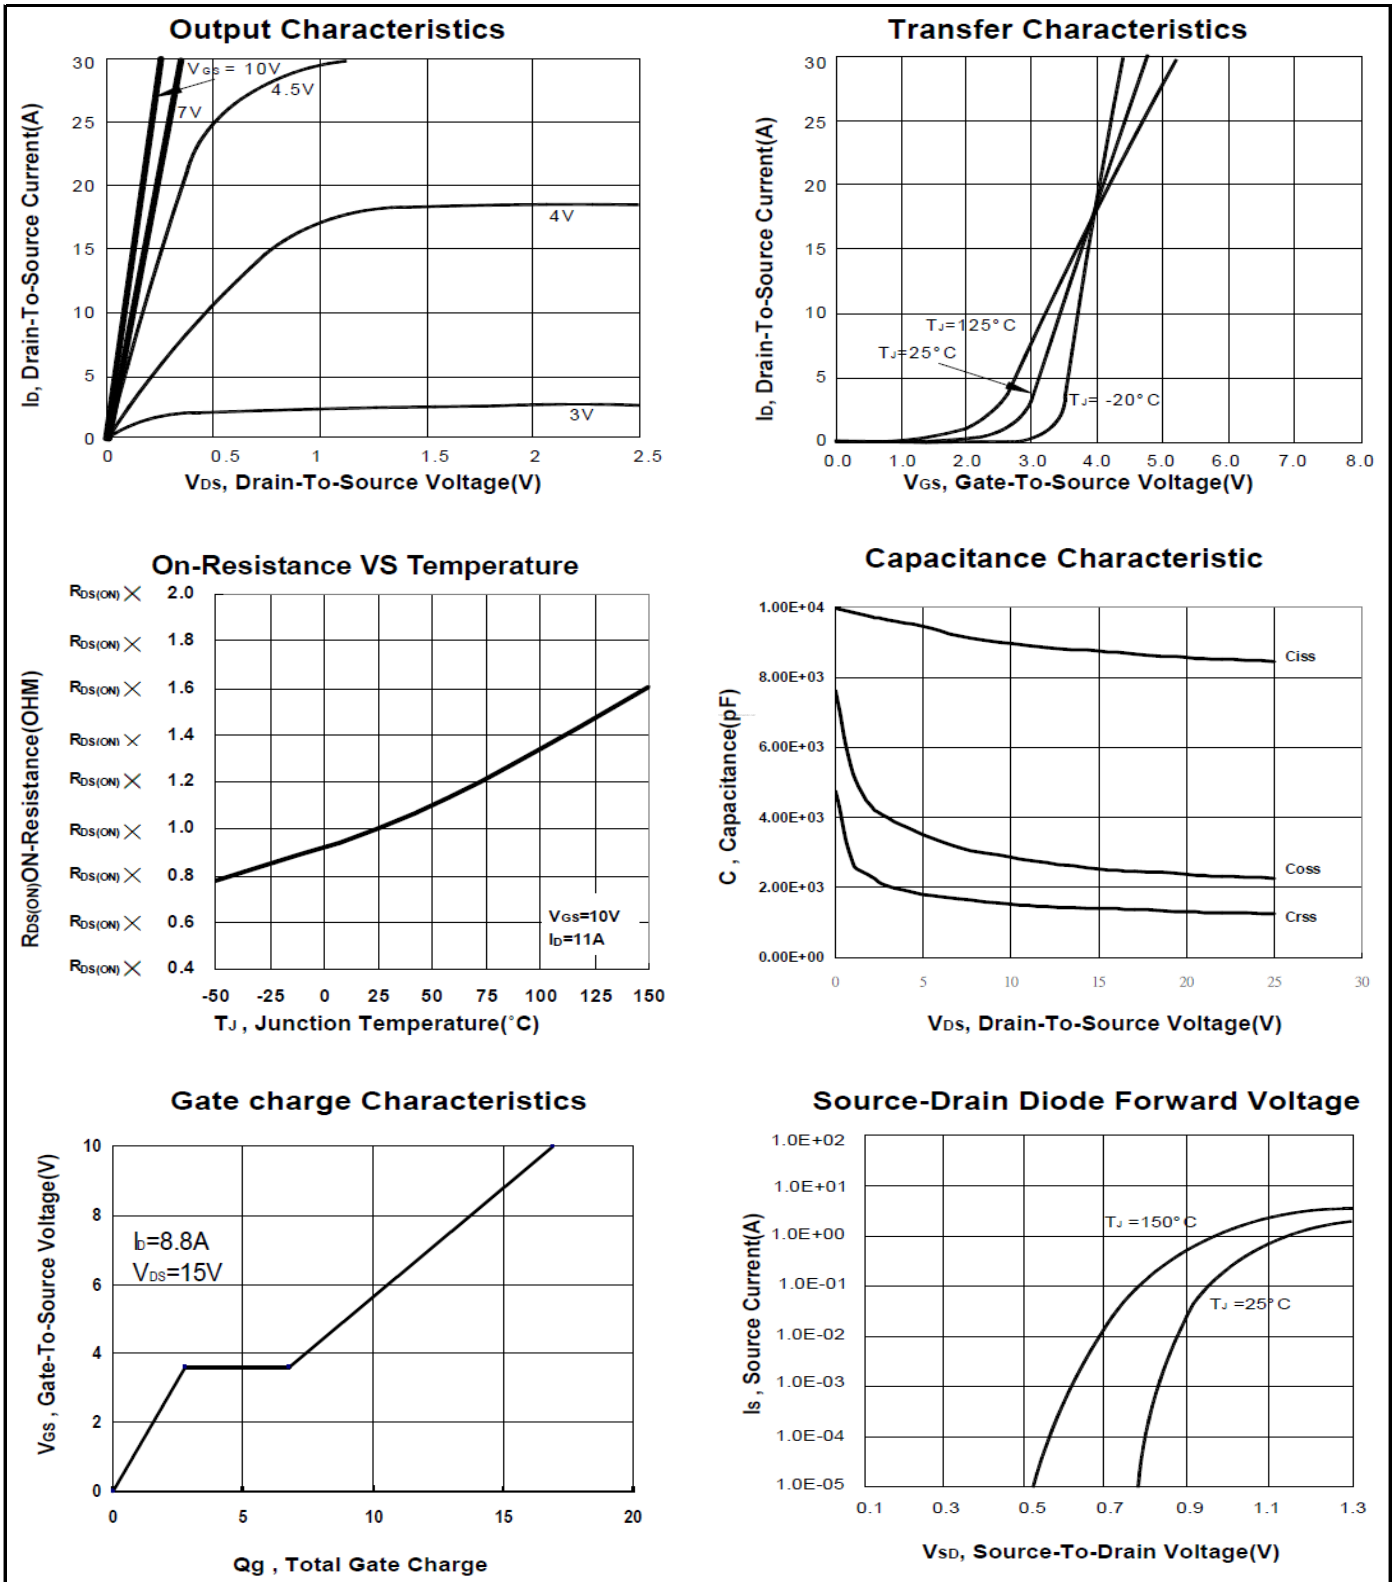 Output Characteristics
ID, Drain-To-Source Current(A)
30
25
20
15
10
5
0
VGS = 10V
7V
4.5V
4V
3V
0 0.5 1 1.5 2 2.5
VDS, Drain-To-Source Voltage(V)
Transfer Characteristics
ID, Drain-To-Source Current(A)
30
25
20
15
10
5
0
TJ=125°C
TJ=25°C
TJ= -20°C
0.0 1.0 2.0 3.0 4.0 5.0 6.0 7.0 8.0
VGS, Gate-To-Source Voltage(V)
On-Resistance VS Temperature
RDS(ON)ON-Resistance(OHM)
RDS(ON) × 2.0
RDS(ON) × 1.8
RDS(ON) × 1.6
RDS(ON) × 1.4
RDS(ON) × 1.2
RDS(ON) × 1.0
RDS(ON) × 0.8
RDS(ON) × 0.6
RDS(ON) × 0.4
VGS=10V
ID=11A
-50 -25 0 25 50 75 100 125 150
TJ , Junction Temperature(°C)
Capacitance Characteristic
C , Capacitance(pF)
1.00E+04
8.00E+03
6.00E+03
4.00E+03
2.00E+03
0.00E+00
Ciss
Coss
Crss
0 5 10 15 20 25 30
VDS, Drain-To-Source Voltage(V)
Gate charge Characteristics
VGS , Gate-To-Source Voltage(V)
10
8
6
4
2
0
ID=8.8A
VDS=15V
0 5 10 15 20
Qg , Total Gate Charge
Source-Drain Diode Forward Voltage
IS , Source Current(A)
1.0E+02
1.0E+01
1.0E+00
1.0E-01
1.0E-02
1.0E-03
1.0E-04
1.0E-05
TJ =150°C
TJ =25°C
0.1 0.3 0.5 0.7 0.9 1.1 1.3
VSD, Source-To-Drain Voltage(V)